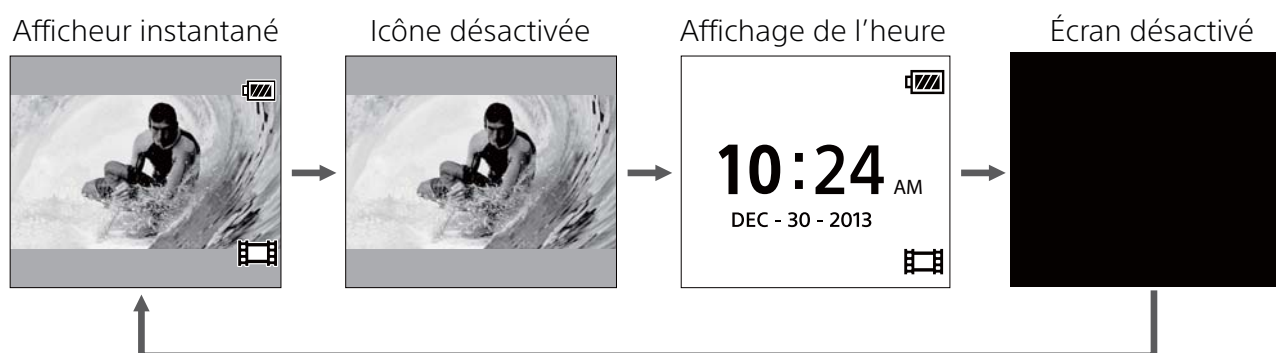 Afficheur instantané
Icône désactivée
Affichage de l’heure
Écran désactivé
10:24 AM
DEC - 30 - 2013